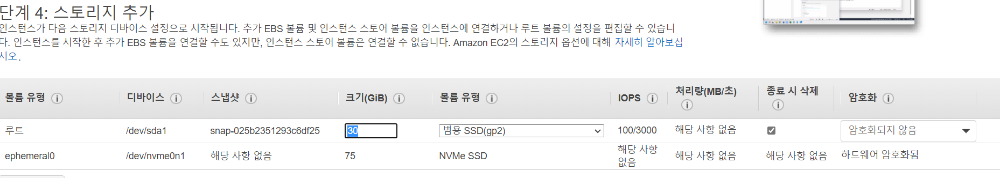 단계 4: 스토리지 추가
인스턴스가 다음 스토리지 디바이스 설정으로 시작됩니다. 추가 EBS 볼륨 및 인스턴스 스토어 볼륨을 인스턴스에 연결하거나 루트 볼륨의 설정을 편집할 수 있습니
다. 인스턴스를 시작한 후 추가 EBS 볼륨을 연결할 수도 있지만, 인스턴스 스토어 볼륨은 연결할 수 없습니다. Amazon EC2의 스토리지 옵션에 대해 자세히 알아보십
시오.
볼륨 유형 디바이스 스냅샷 크기(GiB) 볼륨 유형 IOPS 처리량(MB/초) 종료 시 삭제 암호화
루트 /dev/sda1 snap-025b2351293c6df25 30 범용 SSD(gp2) 100/3000 해당 사항 없음 암호화되지 않음
ephemeral0 /dev/nvme0n1 해당 사항 없음 75 NVMe SSD 해당 사항 없음 해당 사항 없음 해당 사항 없음 하드웨어 암호화됨